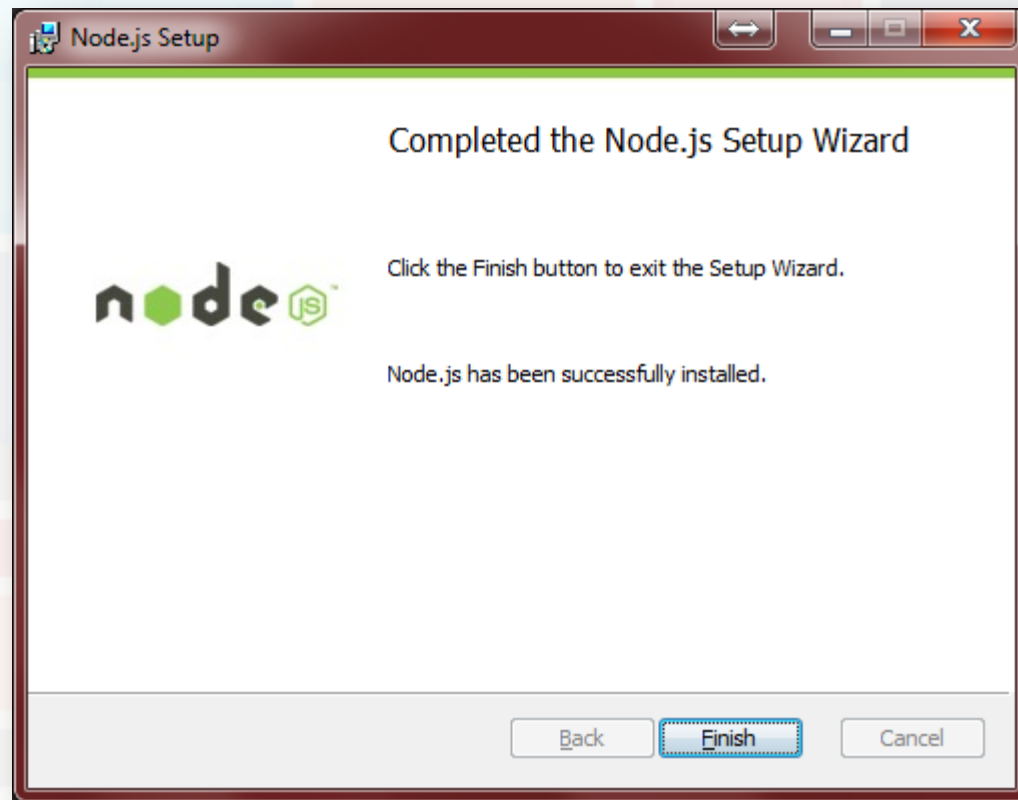 Node.js Setup
Completed the Node.js Setup Wizard
Click the Finish button to exit the Setup Wizard.
node JS™
Node.js has been successfully installed.
Back Finish Cancel